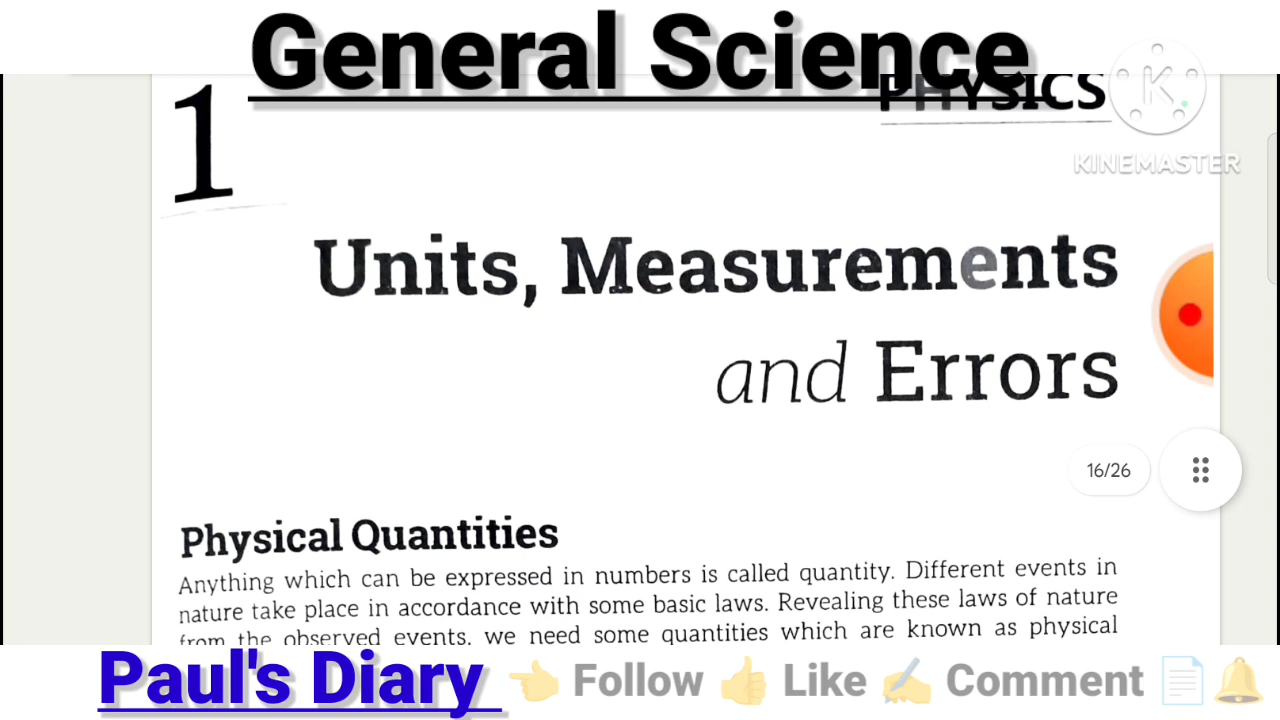 General Science
PHYSICS
1
K
KINEMASTER
Units, Measurements
and Errors
16/26
Physical Quantities
Anything which can be expressed in numbers is called quantity. Different events in
nature take place in accordance with some basic laws. Revealing these laws of nature
from the observed events, we need some quantities which are known as physical
Paul's Diary 👉 Follow 👍 Like ✍ Comment 📄 🔔